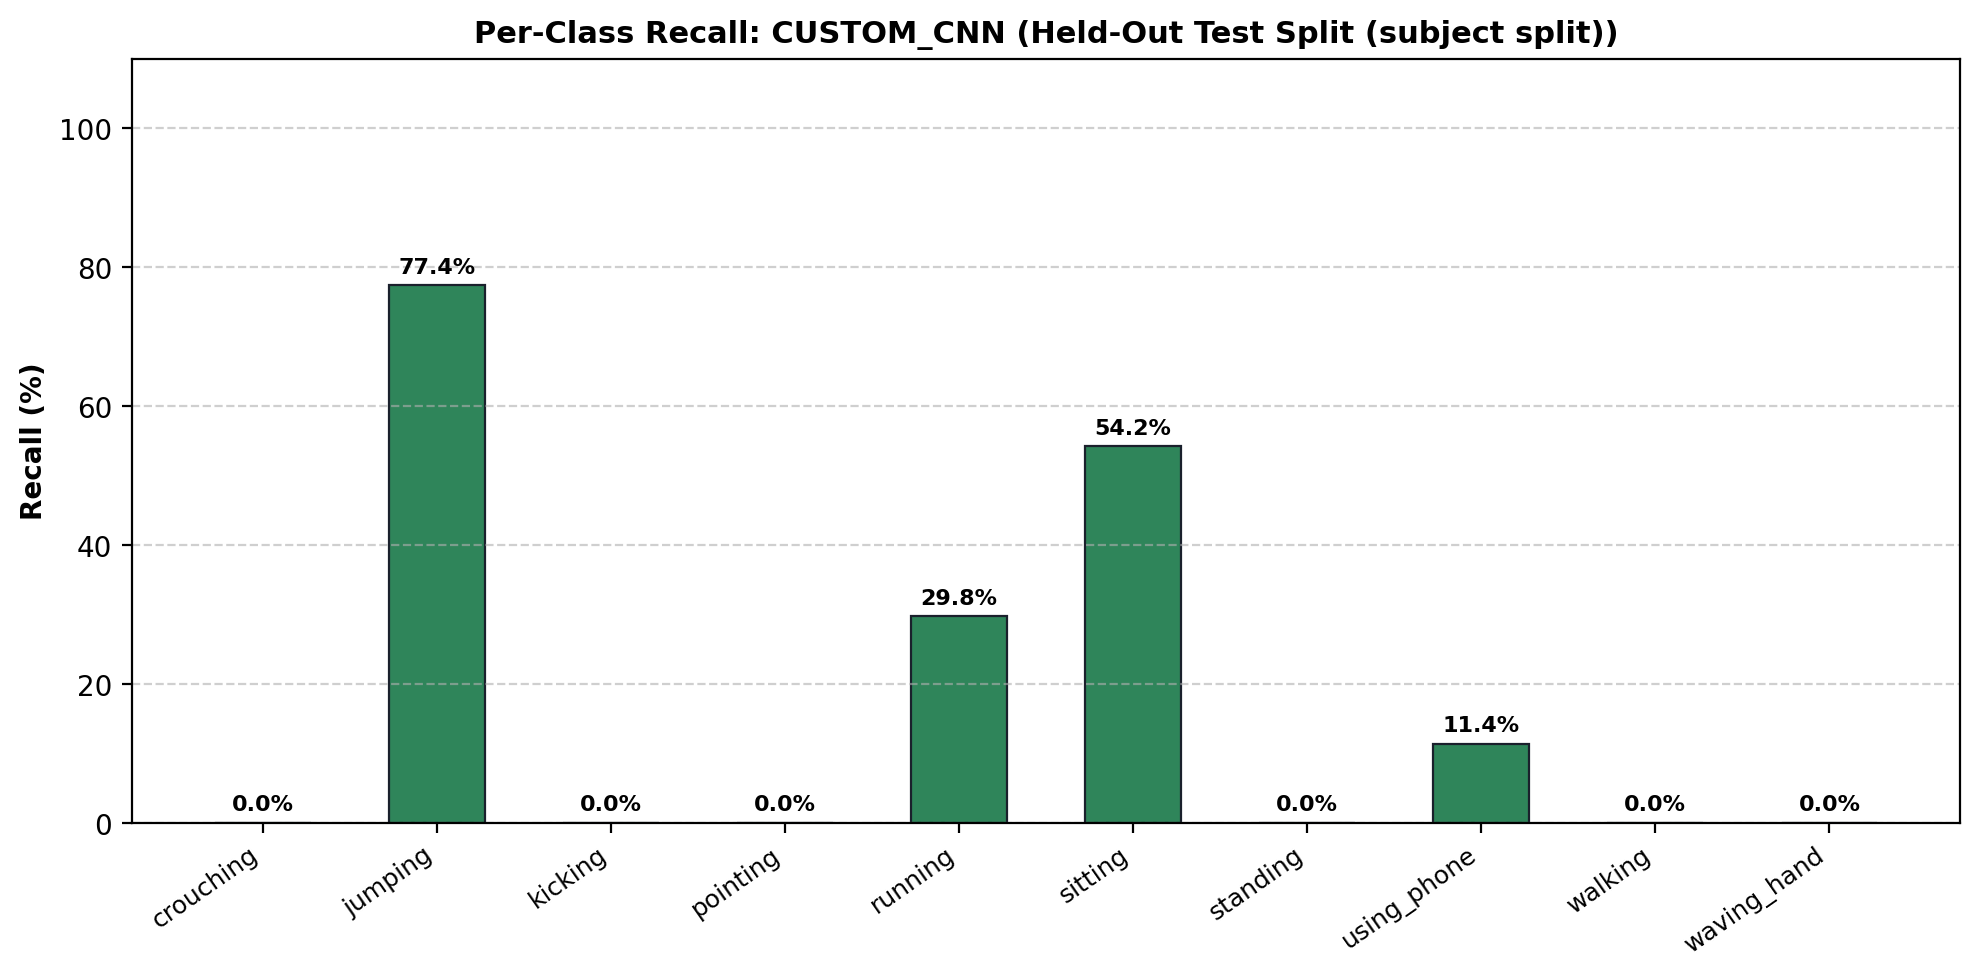 Per-Class Recall: CUSTOM_CNN (Held-Out Test Split (subject split))
Recall (%)
100
80
60
40
20
0
0.0%
77.4%
0.0%
0.0%
29.8%
54.2%
0.0%
11.4%
0.0%
0.0%
crouching
jumping
kicking
pointing
running
sitting
standing
using_phone
walking
waving_hand